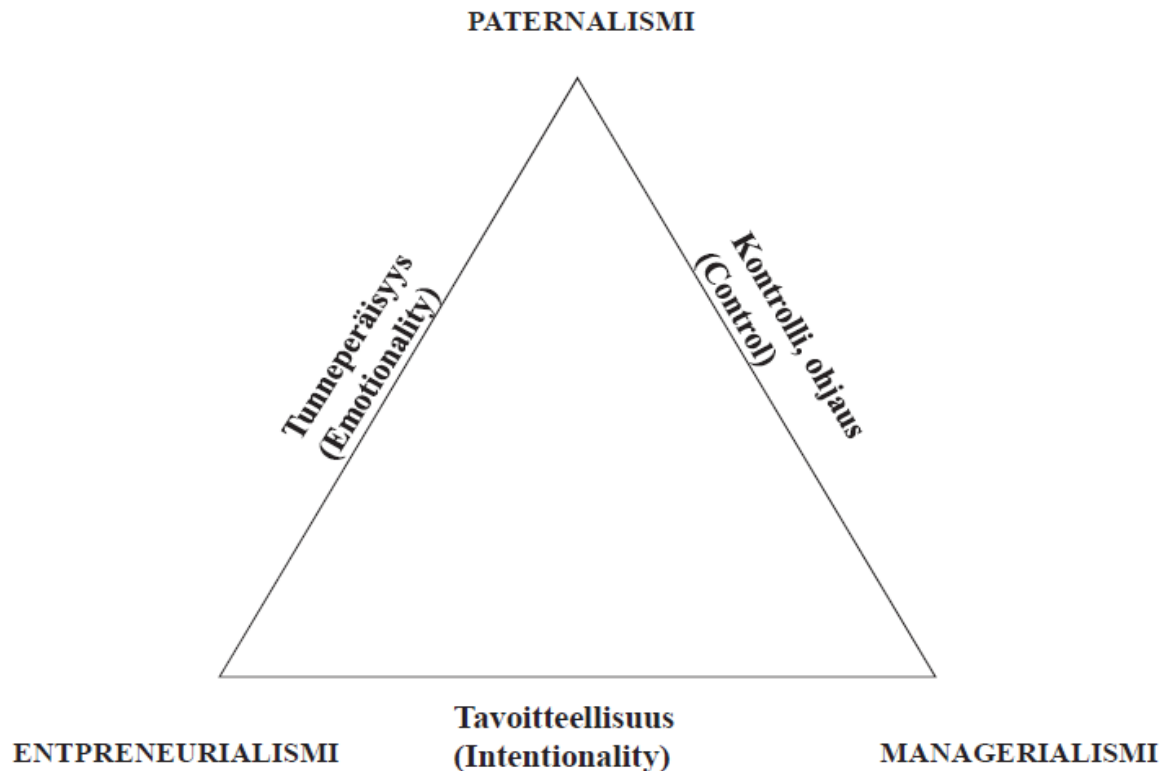 PATERNALISMI
Tunneperäisyys
(Emotionality)
Kontrolli, ohjaus
(Control)
Tavoitteellisuus
(Intentionality)
ENTPRENEURIALISMI
MANAGERIALISMI